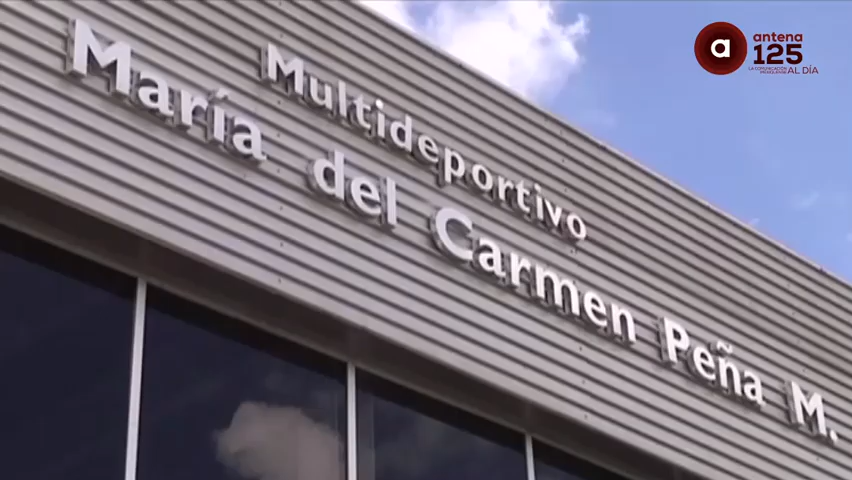 Multideportivo
María del Carmen Peña M.
a
antena
125
AL DÍA